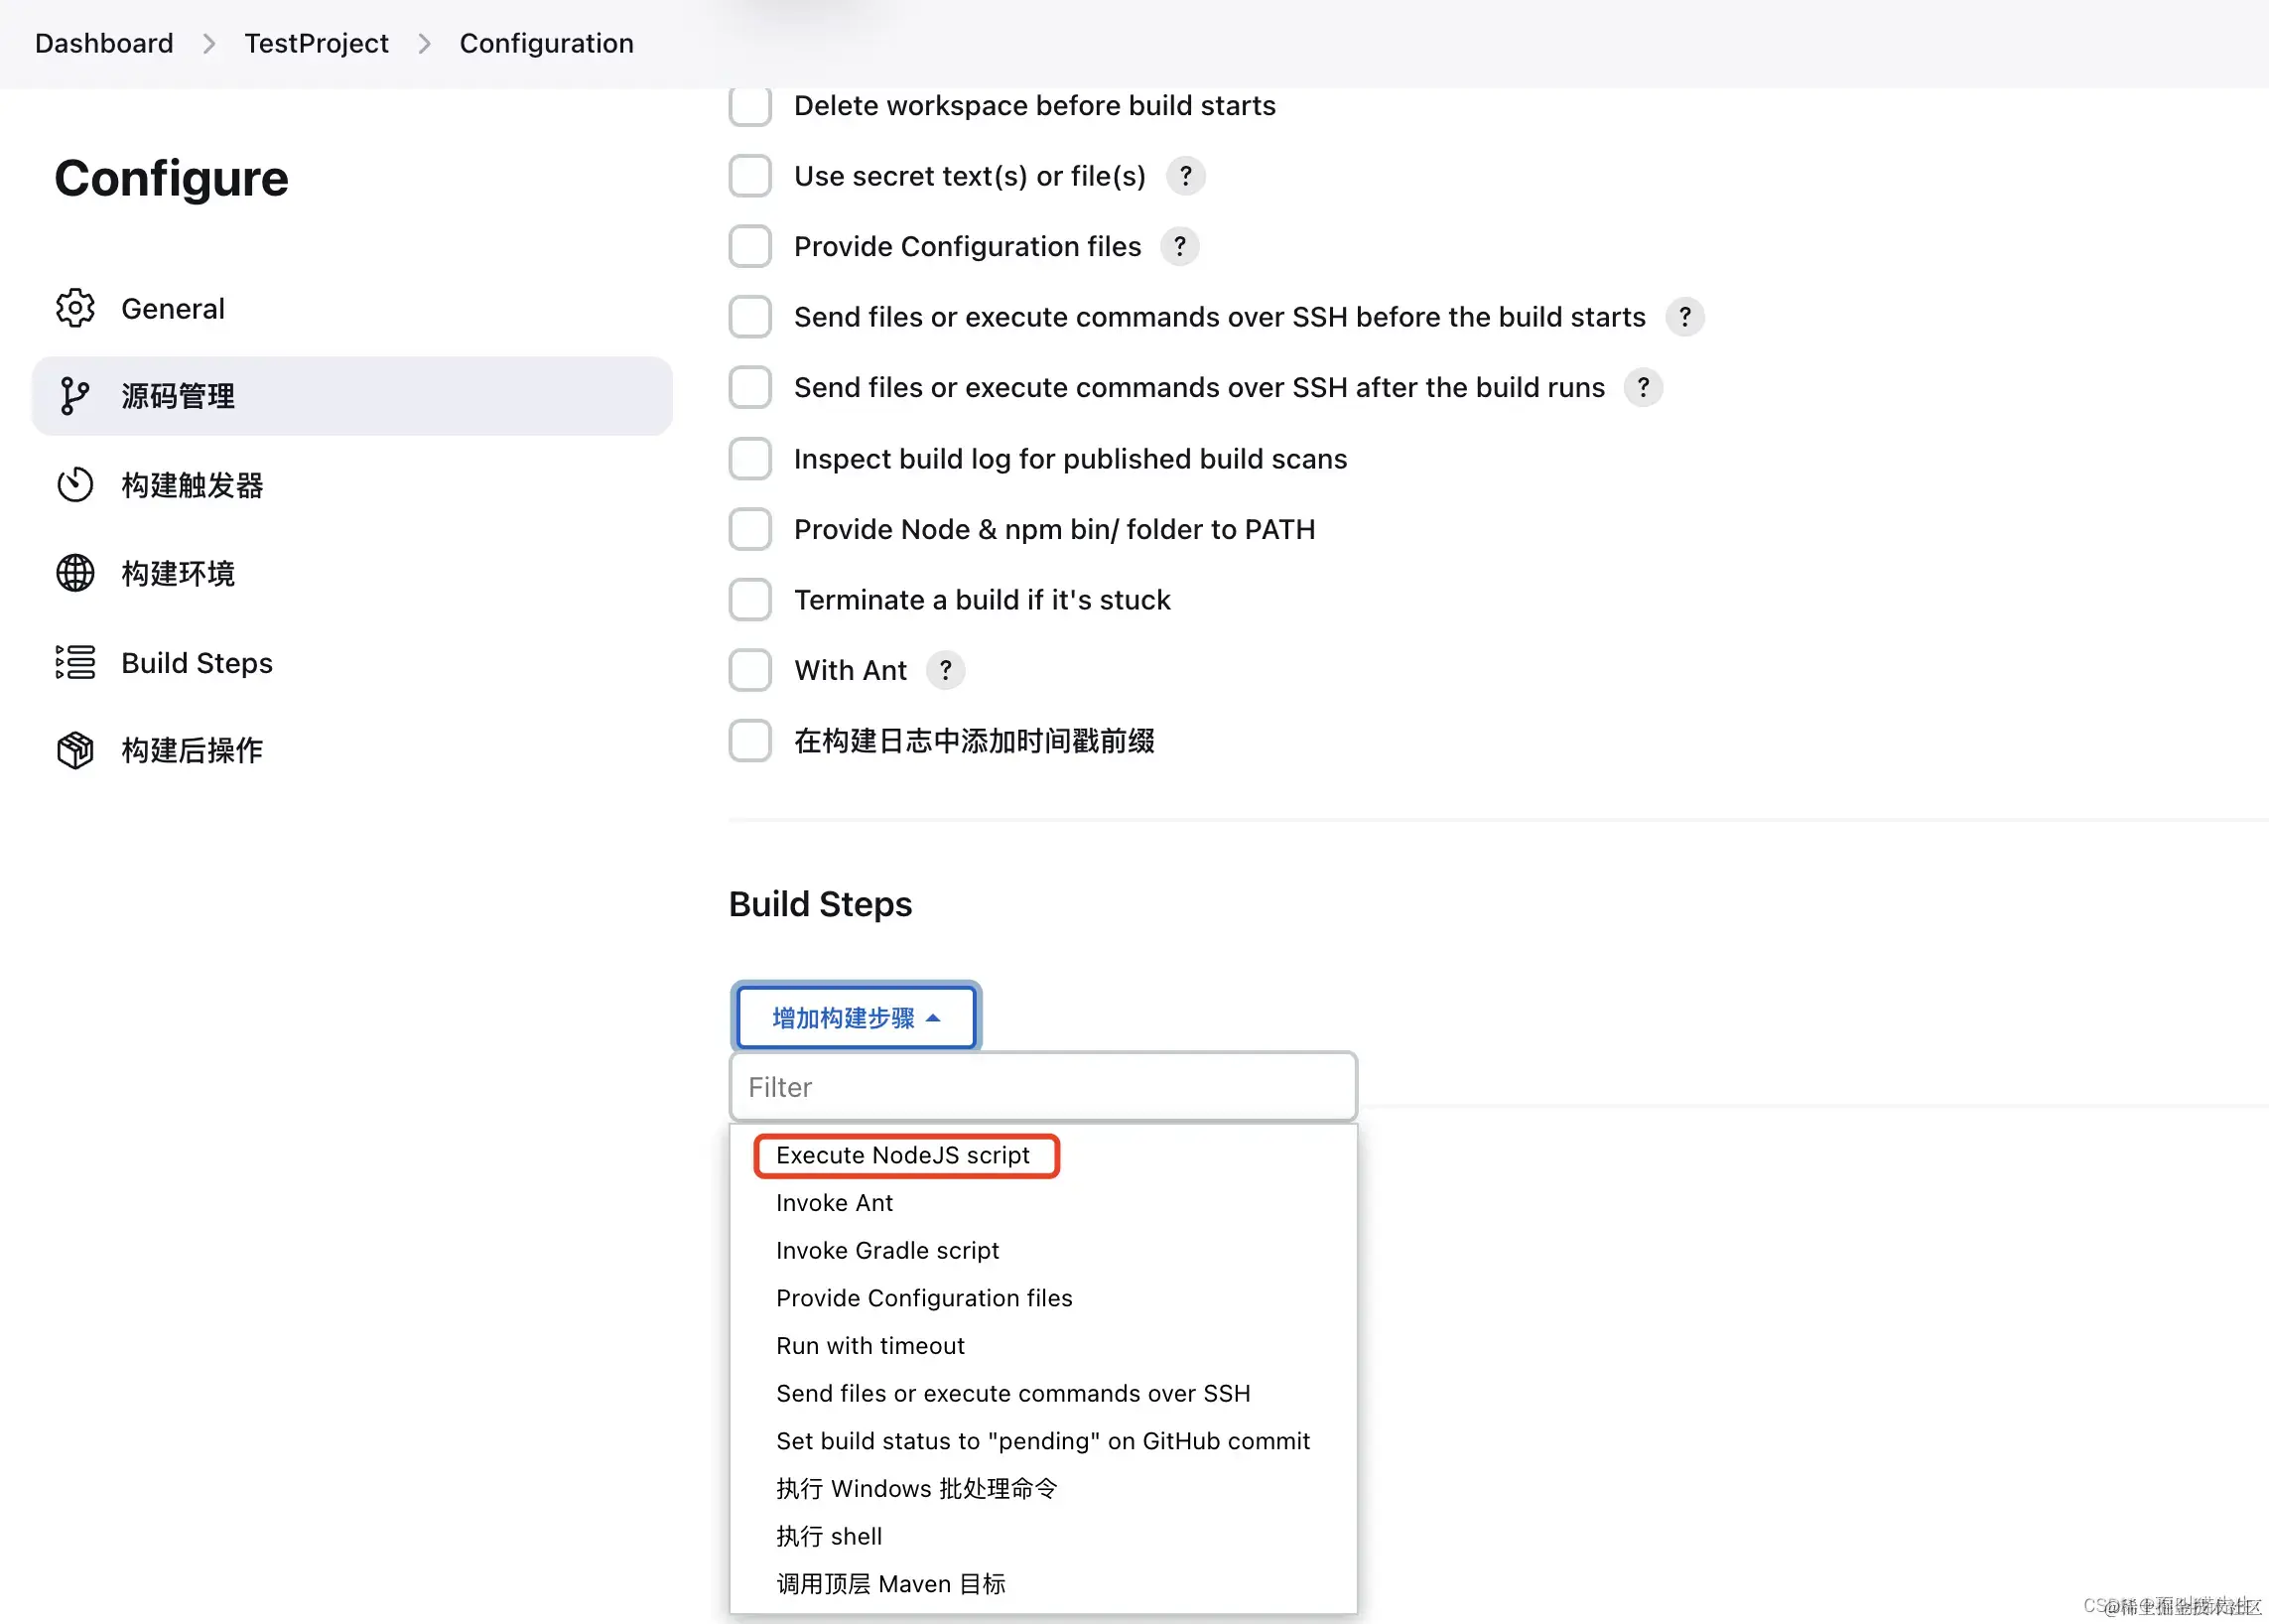 Dashboard > TestProject > Configuration
Configure
General
源码管理
构建触发器
构建环境
Build Steps
构建后操作
Delete workspace before build starts
Use secret text(s) or file(s) ?
Provide Configuration files ?
Send files or execute commands over SSH before the build starts ?
Send files or execute commands over SSH after the build runs ?
Inspect build log for published build scans
Provide Node & npm bin/ folder to PATH
Terminate a build if it's stuck
With Ant ?
在构建日志中添加时间戳前缀
Build Steps
增加构建步骤
Filter
Execute NodeJS script
Invoke Ant
Invoke Gradle script
Provide Configuration files
Run with timeout
Send files or execute commands over SSH
Set build status to "pending" on GitHub commit
执行 Windows 批处理命令
执行 shell
调用顶层 Maven 目标
@稀土掘金技术社区